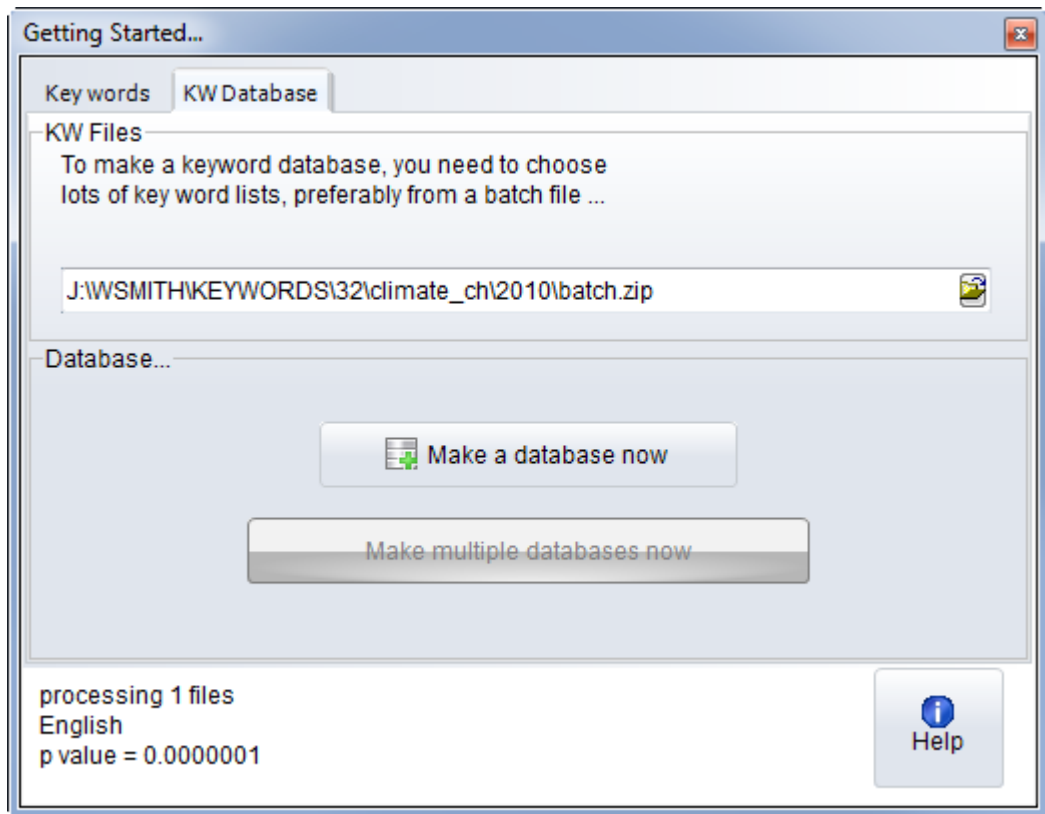 Getting Started...
Key words
KW Database
KW Files
To make a keyword database, you need to choose
lots of key word lists, preferably from a batch file ...
J:\WSMITH\KEYWORDS\32\climate_ch\2010\batch.zip
Database...
Make a database now
Make multiple databases now
processing 1 files
English
p value = 0.0000001
Help